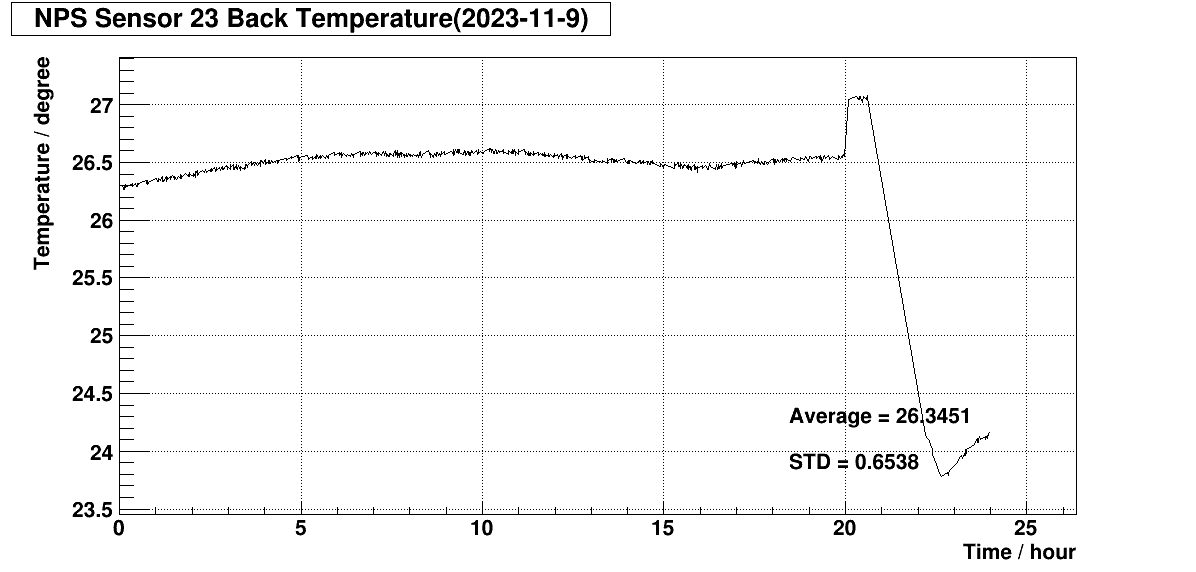 NPS Sensor 23 Back Temperature(2023-11-9)
Temperature / degree
27
26.5
26
25.5
25
24.5
24
23.5
Average = 26.3451
STD = 0.6538
0 5 10 15 20 25
Time / hour